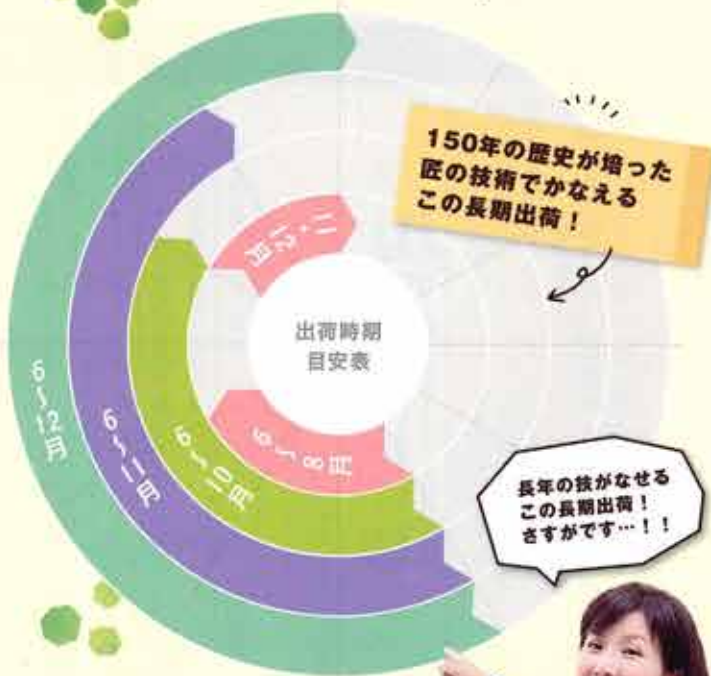 150年の歴史が培った
匠の技術でかなえる
この長期出荷！
11・12月
出荷時期
目安表
6〜8月
6〜10月
6〜11月
6〜12月
長年の技がなせる
この長期出荷！
さすがです…！！